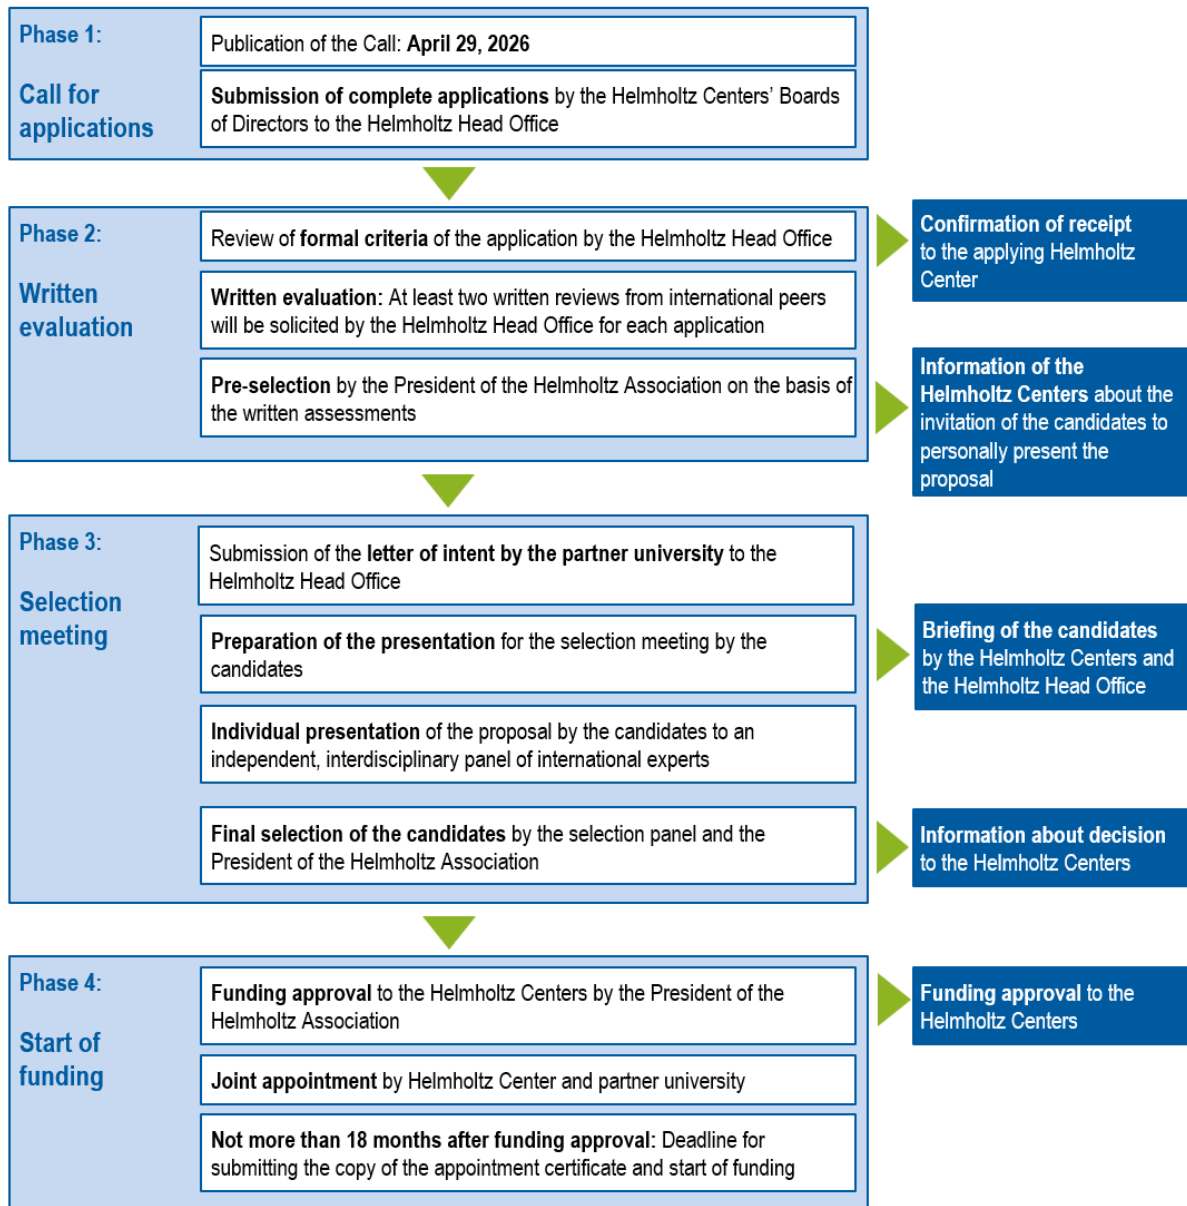 Phase 1:
Call for
applications
Publication of the Call: April 29, 2026
Submission of complete applications by the Helmholtz Centers’ Boards
of Directors to the Helmholtz Head Office
Phase 2:
Written
evaluation
Review of formal criteria of the application by the Helmholtz Head Office
Confirmation of receipt
to the applying Helmholtz
Center
Written evaluation: At least two written reviews from international peers
will be solicited by the Helmholtz Head Office for each application
Pre-selection by the President of the Helmholtz Association on the basis of
the written assessments
Information of the
Helmholtz Centers about the
invitation of the candidates to
personally present the
proposal
Phase 3:
Selection
meeting
Submission of the letter of intent by the partner university to the
Helmholtz Head Office
Preparation of the presentation for the selection meeting by the
candidates
Briefing of the candidates
by the Helmholtz Centers and
the Helmholtz Head Office
Individual presentation of the proposal by the candidates to an
independent, interdisciplinary panel of international experts
Final selection of the candidates by the selection panel and the
President of the Helmholtz Association
Information about decision
to the Helmholtz Centers
Phase 4:
Start of
funding
Funding approval to the Helmholtz Centers by the President of the
Helmholtz Association
Funding approval to the
Helmholtz Centers
Joint appointment by Helmholtz Center and partner university
Not more than 18 months after funding approval: Deadline for
submitting the copy of the appointment certificate and start of funding